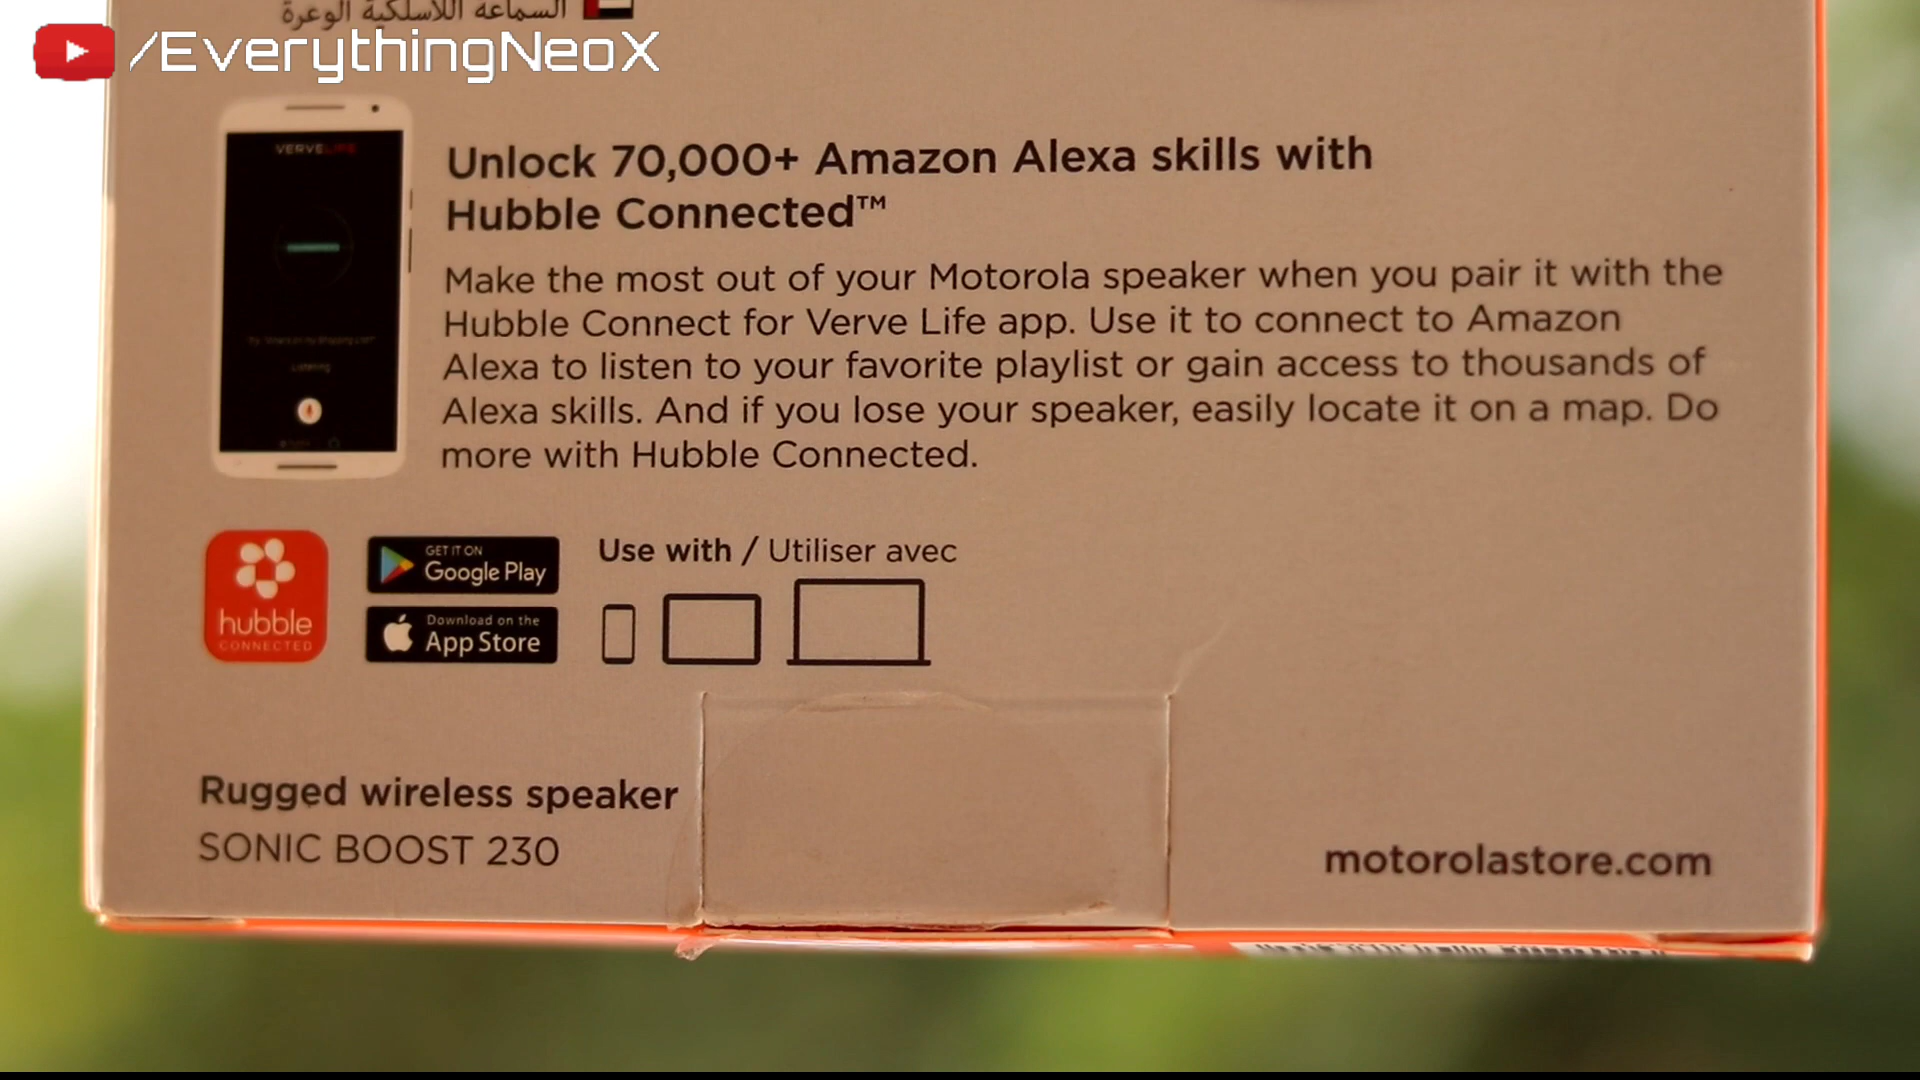 السماعة اللاسلكية الوعرة
/EverythingNeoX
VERVELIFE
Unlock 70,000+ Amazon Alexa skills with
Hubble Connected™
Make the most out of your Motorola speaker when you pair it with the
Hubble Connect for Verve Life app. Use it to connect to Amazon
Alexa to listen to your favorite playlist or gain access to thousands of
Alexa skills. And if you lose your speaker, easily locate it on a map. Do
more with Hubble Connected.
Listening
hubble
CONNECTED
GET IT ON
Google Play
Download on the
App Store
Use with / Utiliser avec
Rugged wireless speaker
SONIC BOOST 230
motorolastore.com